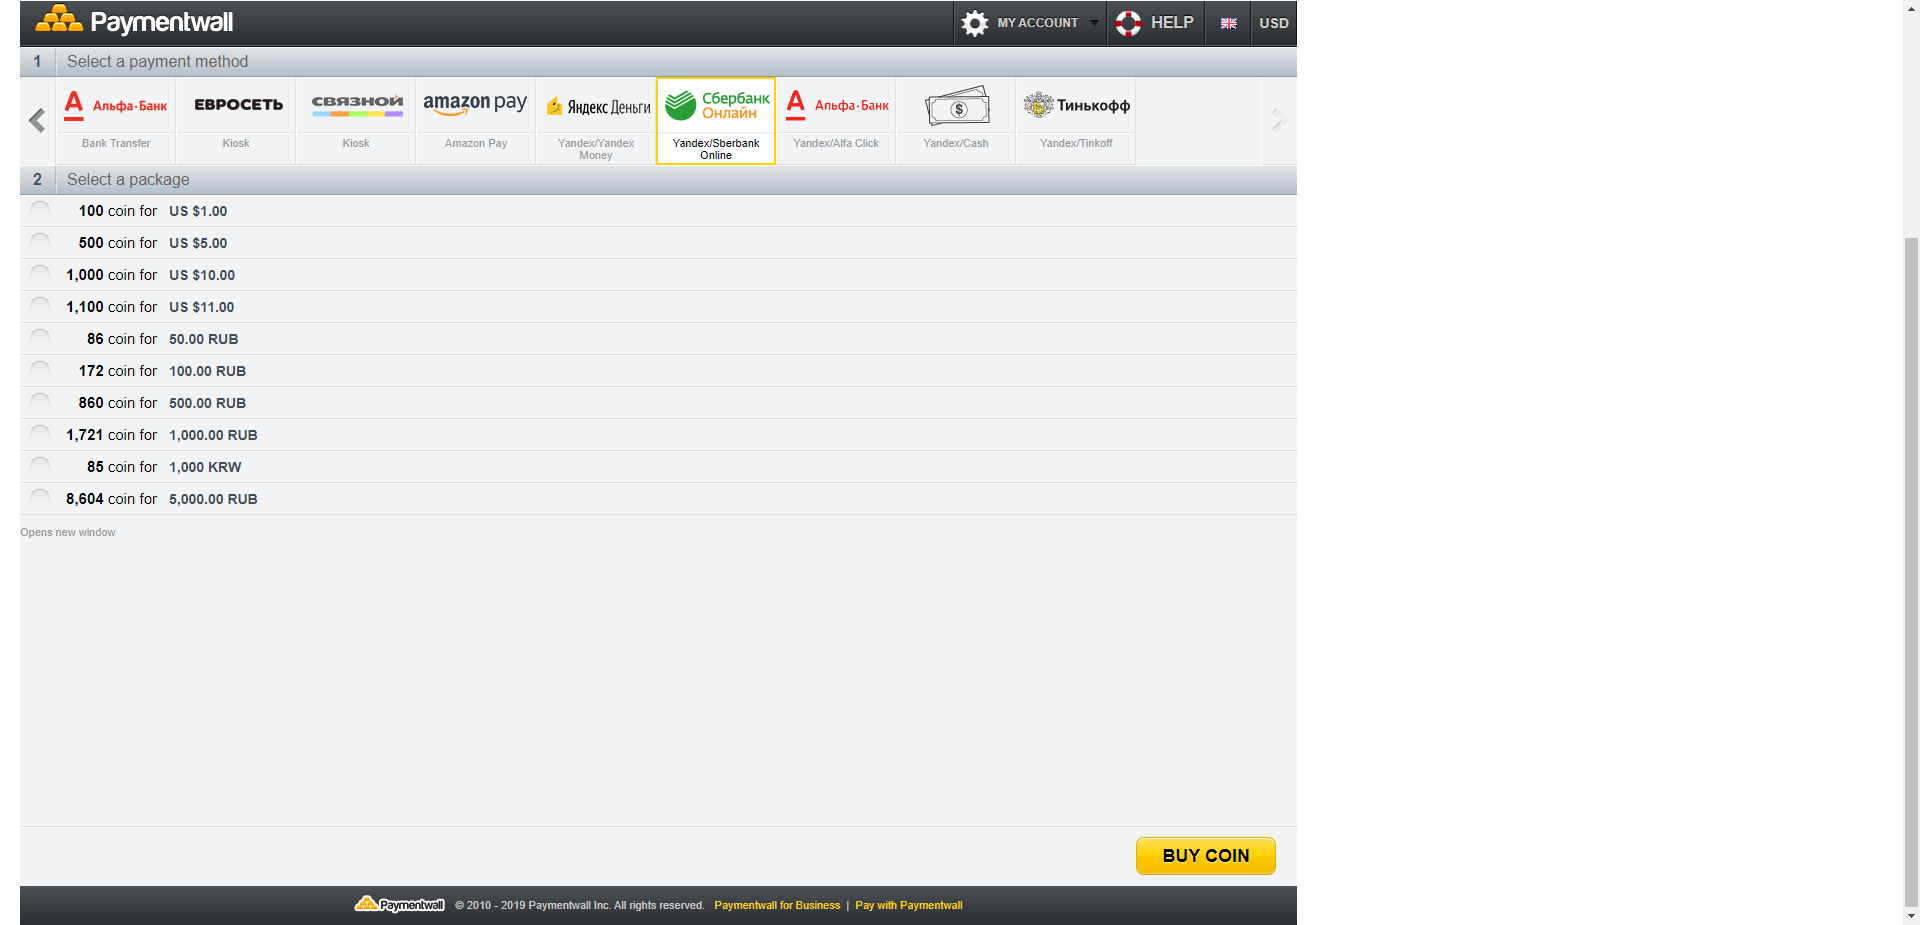 Paymentwall
MY ACCOUNT
HELP
USD
1 Select a payment method
Альфа·Банк
Bank Transfer
ЕВРОСЕТЬ
Kiosk
СВЯЗНОЙ
Kiosk
amazon pay
Amazon Pay
Яндекс Деньги
Yandex/Yandex
Money
Сбербанк
Онлайн
Yandex/Sberbank
Online
Альфа·Банк
Yandex/Alfa Click
$
Yandex/Cash
Тинькофф
Yandex/Tinkoff
2 Select a package
100 coin for US $1.00
500 coin for US $5.00
1,000 coin for US $10.00
1,100 coin for US $11.00
86 coin for 50.00 RUB
172 coin for 100.00 RUB
860 coin for 500.00 RUB
1,721 coin for 1,000.00 RUB
85 coin for 1,000 KRW
8,604 coin for 5,000.00 RUB
Opens new window
BUY COIN
Paymentwall © 2010 - 2019 Paymentwall Inc. All rights reserved. Paymentwall for Business | Pay with Paymentwall